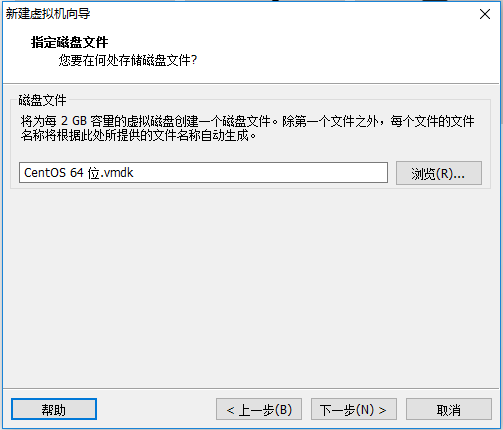 新建虚拟机向导
指定磁盘文件
您要在何处存储磁盘文件?
磁盘文件
将为每 2 GB 容量的虚拟磁盘创建一个磁盘文件。除第一个文件之外，每个文件的文件
名称将根据此处所提供的文件名称自动生成。
CentOS 64 位.vmdk
浏览(R)...
帮助
< 上一步(B)
下一步(N) >
取消